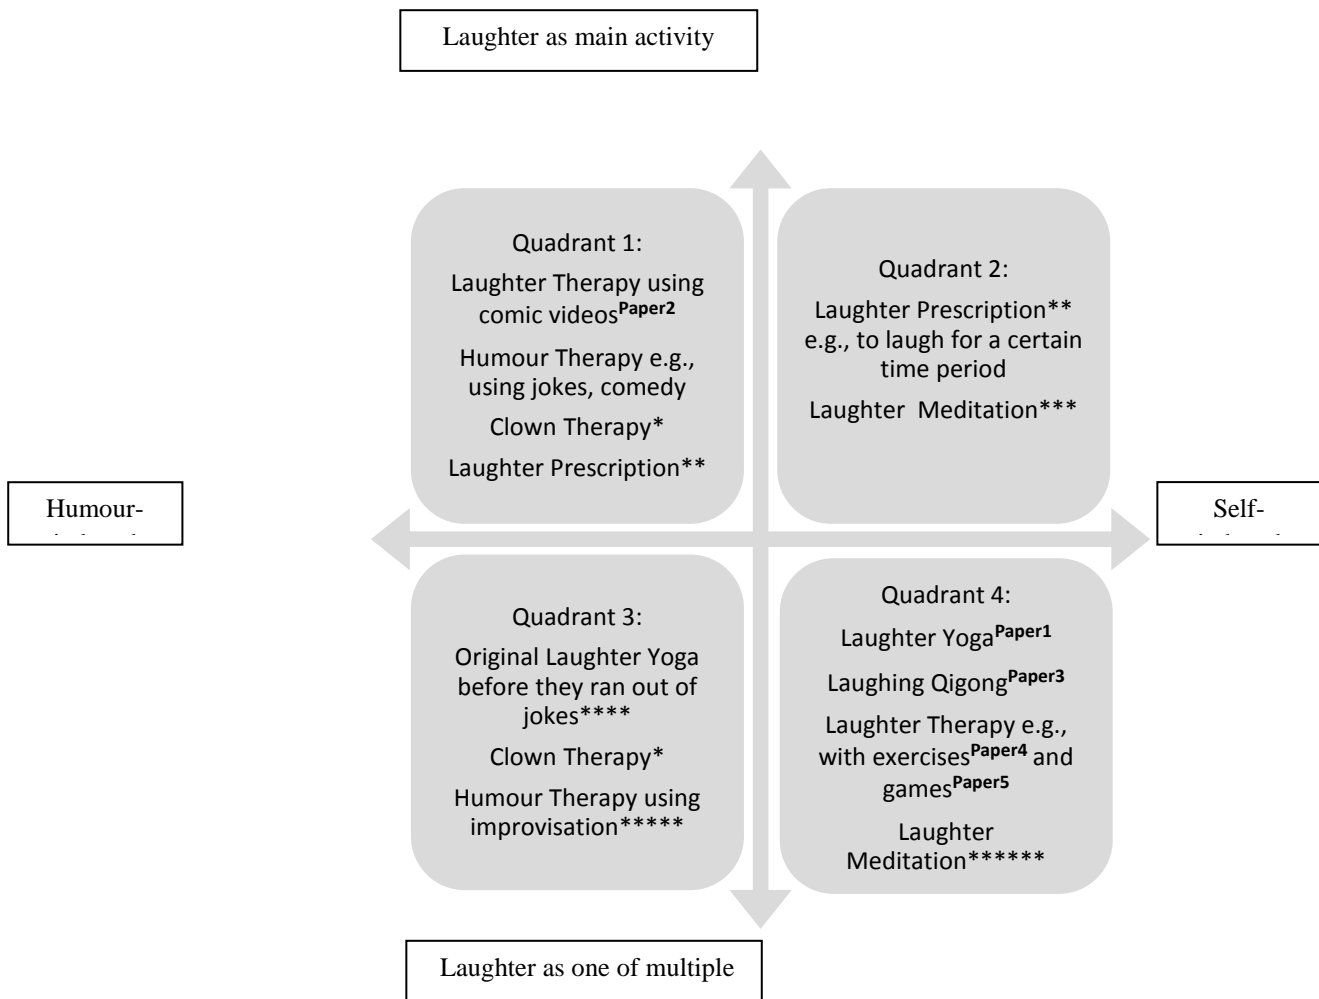 Laughter as main activity
Quadrant 1:
Laughter Therapy using
comic videosPaper2
Humour Therapy e.g.,
using jokes, comedy
Clown Therapy*
Laughter Prescription**
Quadrant 2:
Laughter Prescription**
e.g., to laugh for a certain
time period
Laughter Meditation***
Humour-
Self-
Quadrant 3:
Original Laughter Yoga
before they ran out of
jokes****
Clown Therapy*
Humour Therapy using
improvisation*****
Quadrant 4:
Laughter YogaPaper1
Laughing QigongPaper3
Laughter Therapy e.g.,
with exercisesPaper4 and
gamesPaper5
Laughter
Meditation******
Laughter as one of multiple